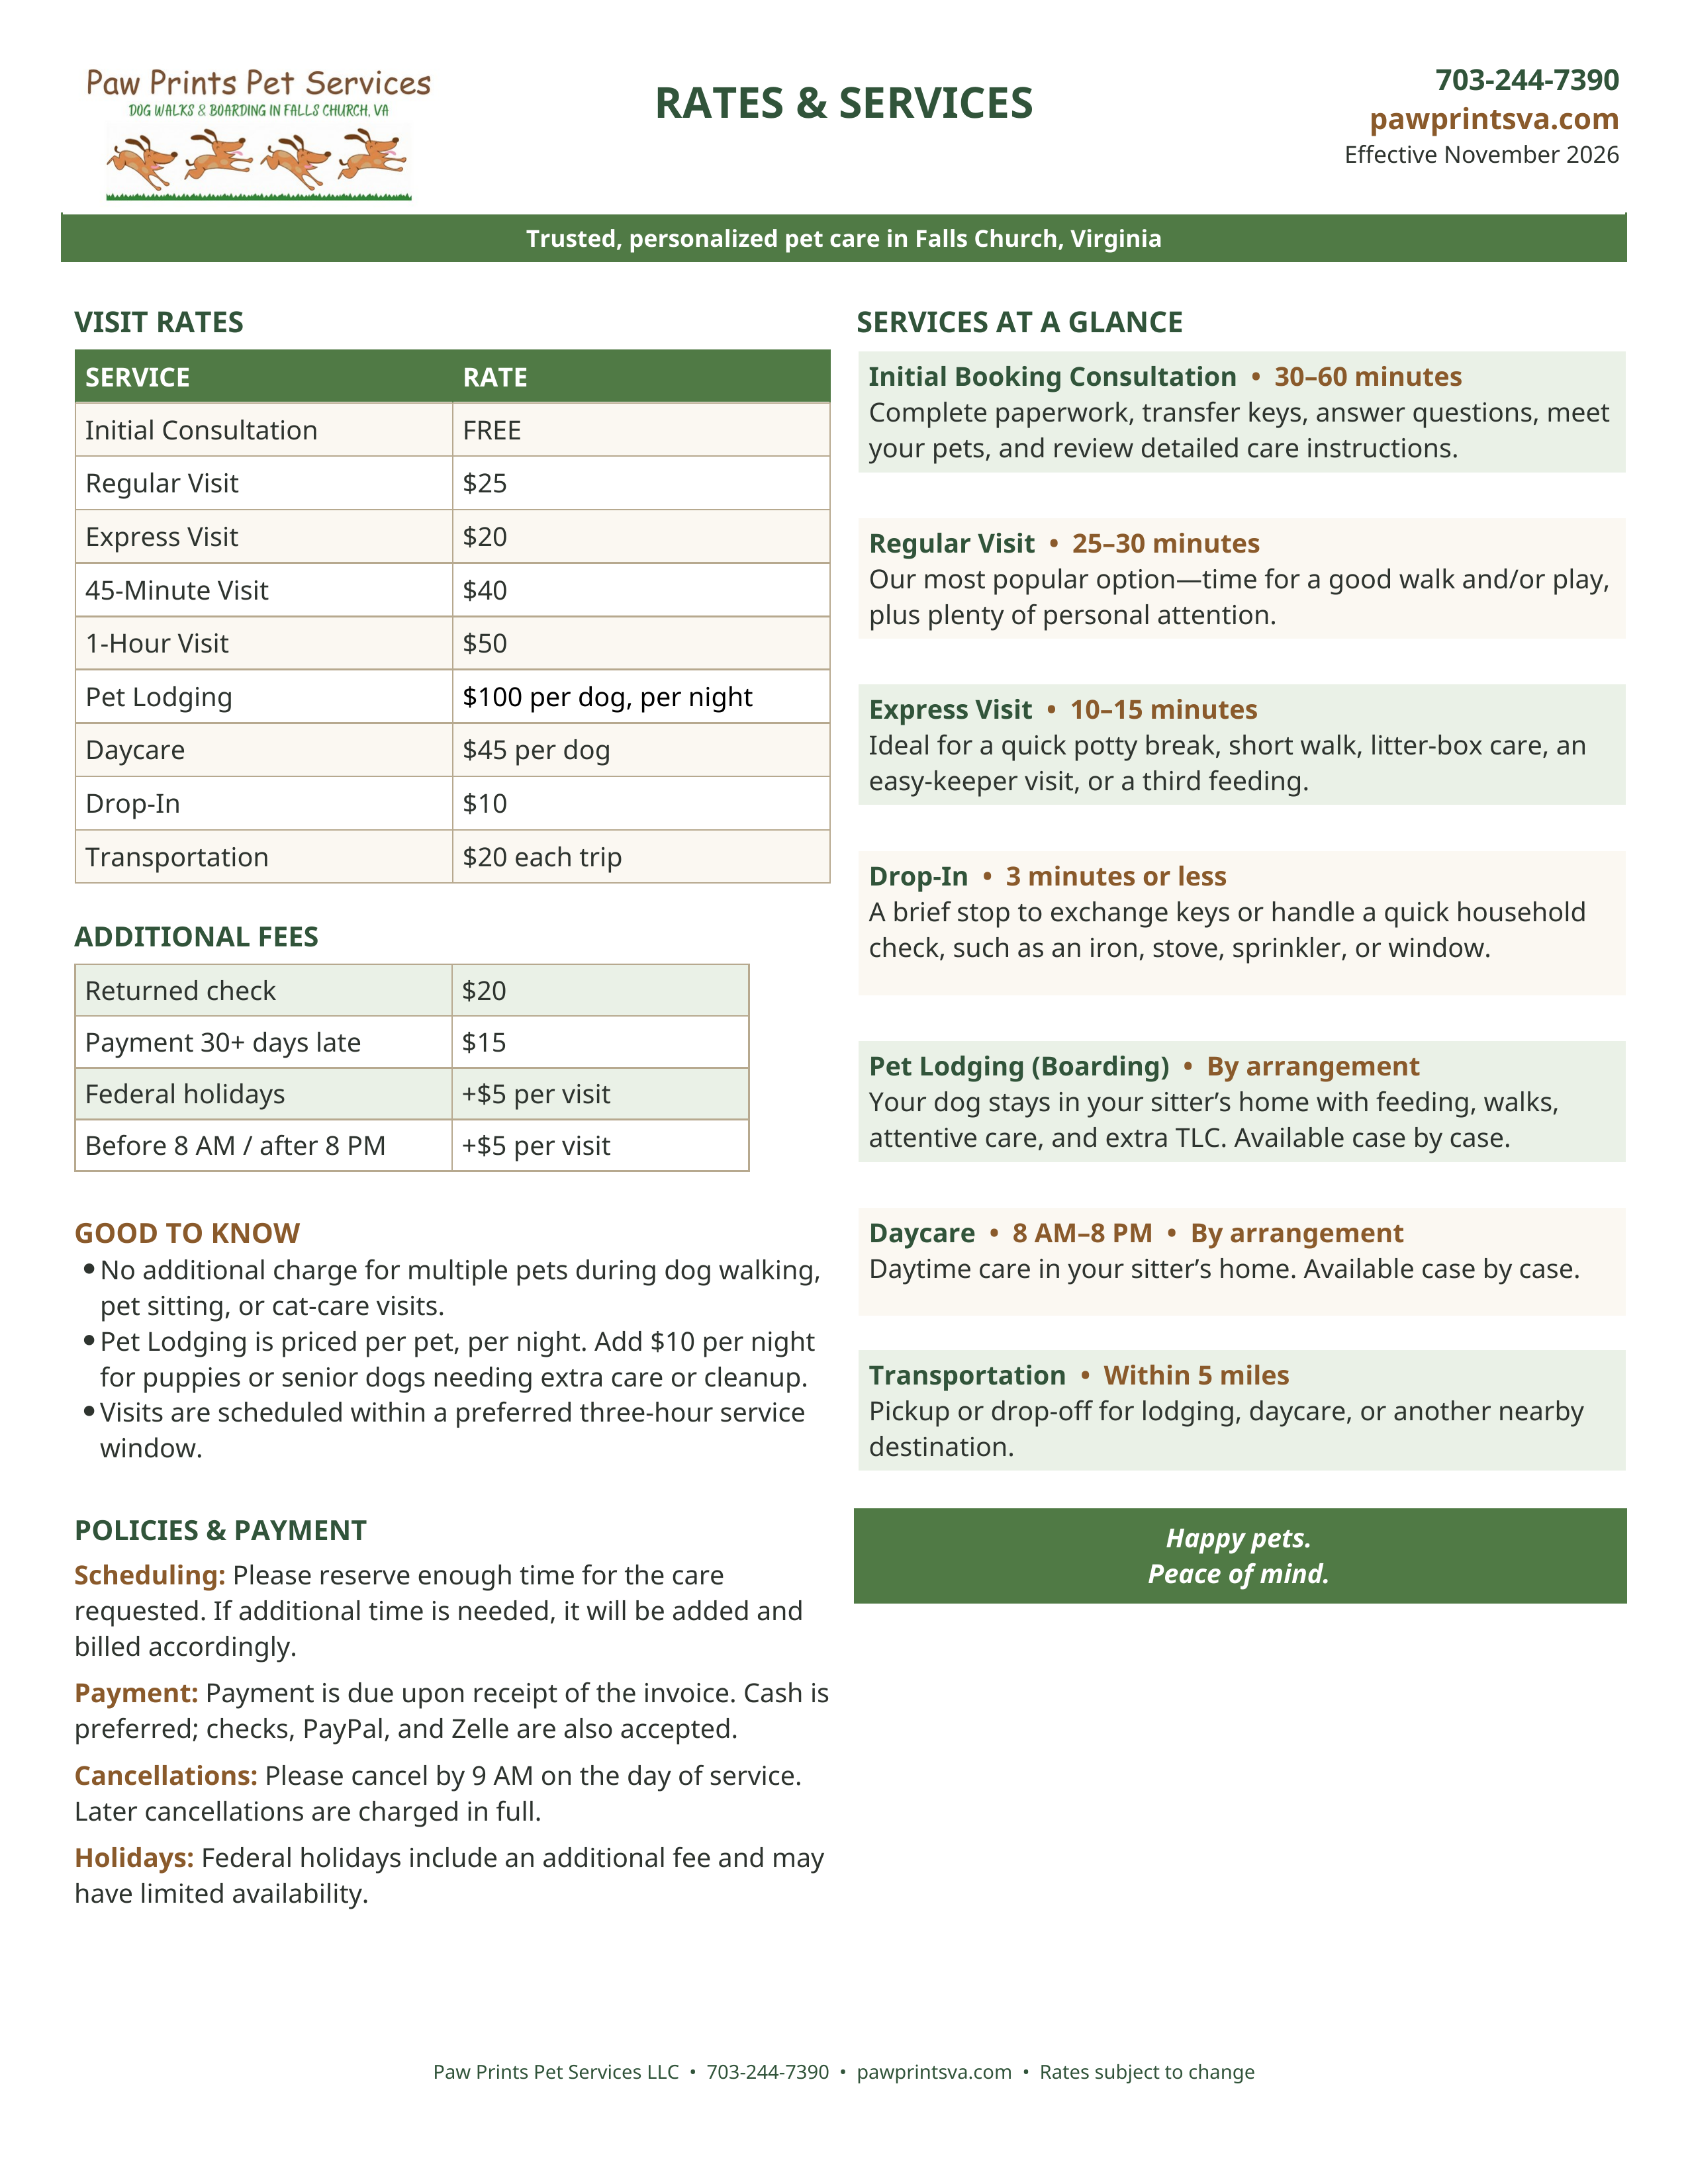 Paw Prints Pet Services
DOG WALKS & BOARDING IN FALLS CHURCH, VA
RATES & SERVICES
703-244-7390
pawprintsva.com
Effective November 2026
Trusted, personalized pet care in Falls Church, Virginia
VISIT RATES
SERVICE RATE
Initial Consultation FREE
Regular Visit $25
Express Visit $20
45-Minute Visit $40
1-Hour Visit $50
Pet Lodging $100 per dog, per night
Daycare $45 per dog
Drop-In $10
Transportation $20 each trip
ADDITIONAL FEES
Returned check $20
Payment 30+ days late $15
Federal holidays +$5 per visit
Before 8 AM / after 8 PM +$5 per visit
GOOD TO KNOW
• No additional charge for multiple pets during dog walking,
pet sitting, or cat-care visits.
• Pet Lodging is priced per pet, per night. Add $10 per night
for puppies or senior dogs needing extra care or cleanup.
• Visits are scheduled within a preferred three-hour service
window.
POLICIES & PAYMENT
Scheduling: Please reserve enough time for the care
requested. If additional time is needed, it will be added and
billed accordingly.
Payment: Payment is due upon receipt of the invoice. Cash is
preferred; checks, PayPal, and Zelle are also accepted.
Cancellations: Please cancel by 9 AM on the day of service.
Later cancellations are charged in full.
Holidays: Federal holidays include an additional fee and may
have limited availability.
SERVICES AT A GLANCE
Initial Booking Consultation • 30–60 minutes
Complete paperwork, transfer keys, answer questions, meet
your pets, and review detailed care instructions.
Regular Visit • 25–30 minutes
Our most popular option—time for a good walk and/or play,
plus plenty of personal attention.
Express Visit • 10–15 minutes
Ideal for a quick potty break, short walk, litter-box care, an
easy-keeper visit, or a third feeding.
Drop-In • 3 minutes or less
A brief stop to exchange keys or handle a quick household
check, such as an iron, stove, sprinkler, or window.
Pet Lodging (Boarding) • By arrangement
Your dog stays in your sitter’s home with feeding, walks,
attentive care, and extra TLC. Available case by case.
Daycare • 8 AM–8 PM • By arrangement
Daytime care in your sitter’s home. Available case by case.
Transportation • Within 5 miles
Pickup or drop-off for lodging, daycare, or another nearby
destination.
Happy pets.
Peace of mind.
Paw Prints Pet Services LLC • 703-244-7390 • pawprintsva.com • Rates subject to change